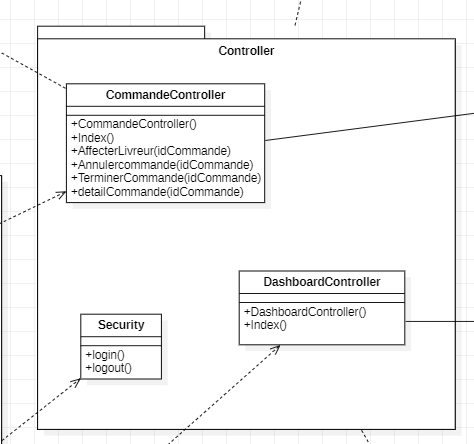 Controller
CommandeController
+CommandeController()
+Index()
+AffecterLivreur(idCommande)
+Annulercommande(idCommande)
+TerminerCommande(idCommande)
+detailCommande(idCommande)
DashboardController
+DashboardController()
+Index()
Security
+login()
+logout()